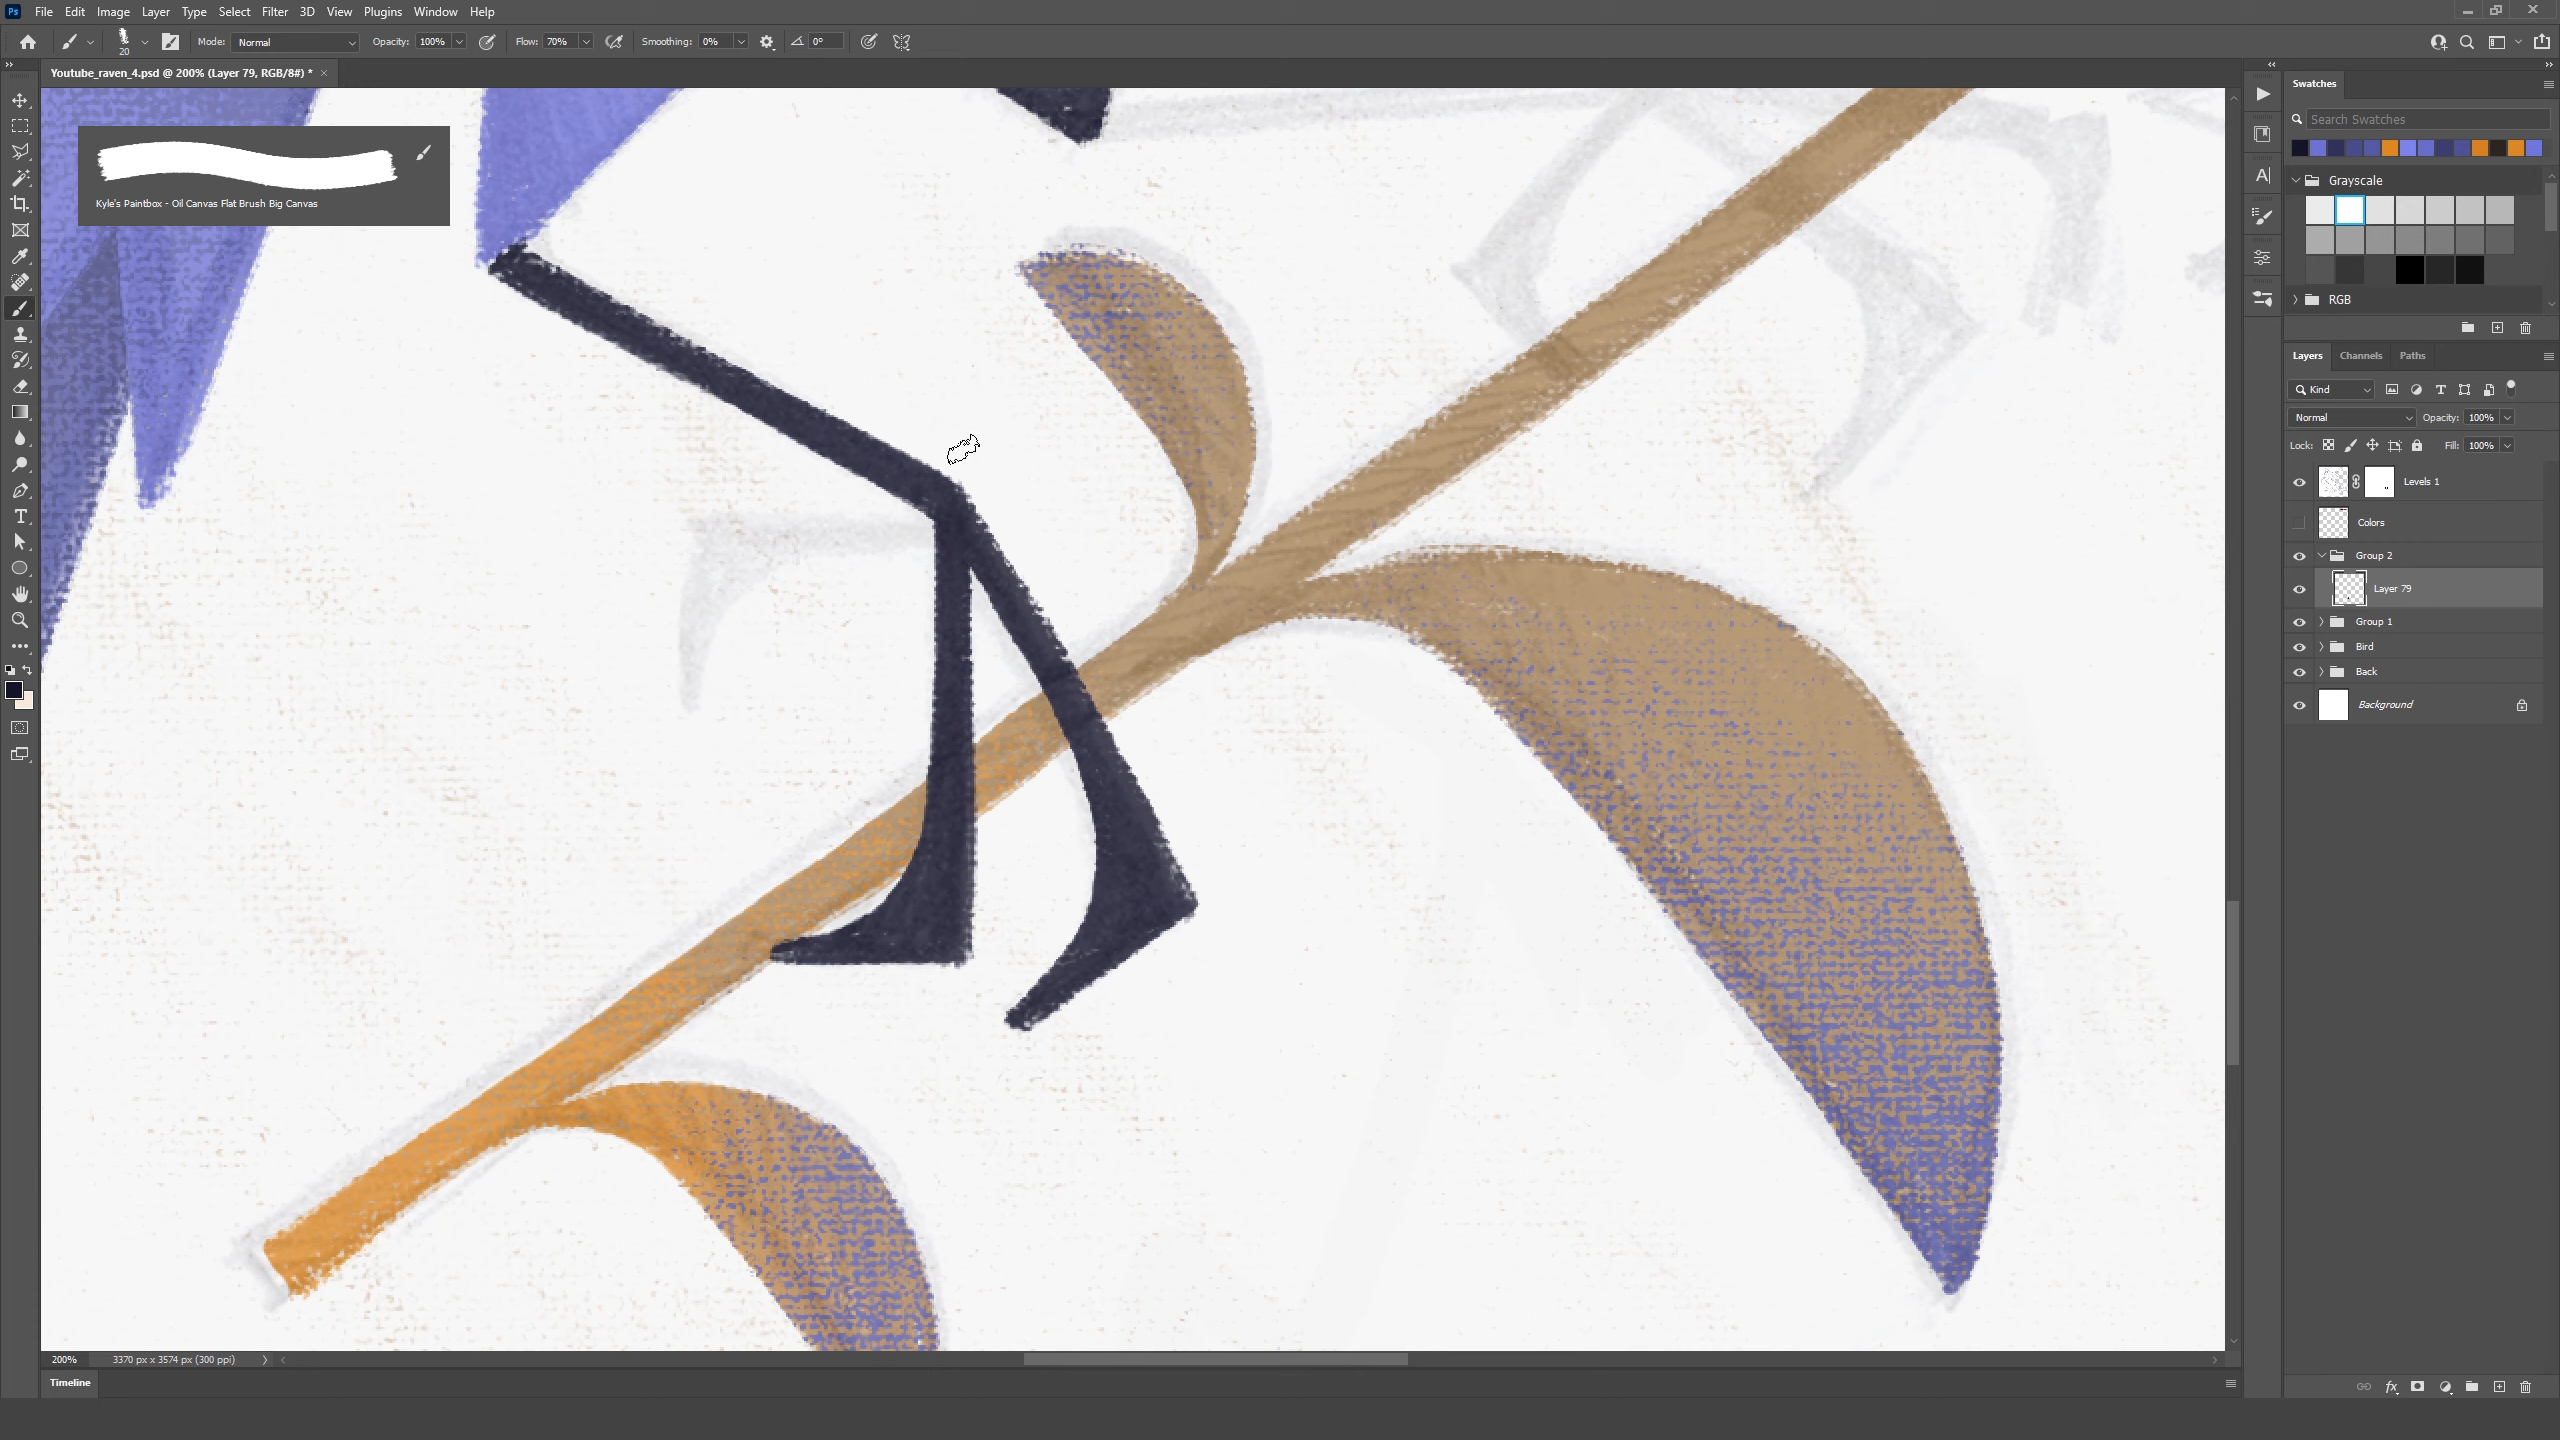 Ps File Edit Image Layer Type Select Filter 3D View Plugins Window Help
20 Mode: Normal Opacity: 100% Flow: 70% Smoothing: 0% 0°
Youtube_raven_4.psd @ 200% (Layer 79, RGB/8#) *
Kyle's Paintbox - Oil Canvas Flat Brush Big Canvas
Swatches
Search Swatches
Grayscale
RGB
Layers Channels Paths
Kind
Normal Opacity: 100%
Lock: Fill: 100%
Levels 1
Colors
Group 2
Layer 79
Group 1
Bird
Back
Background
fx
200% 3370 px x 3574 px (300 ppi)
Timeline